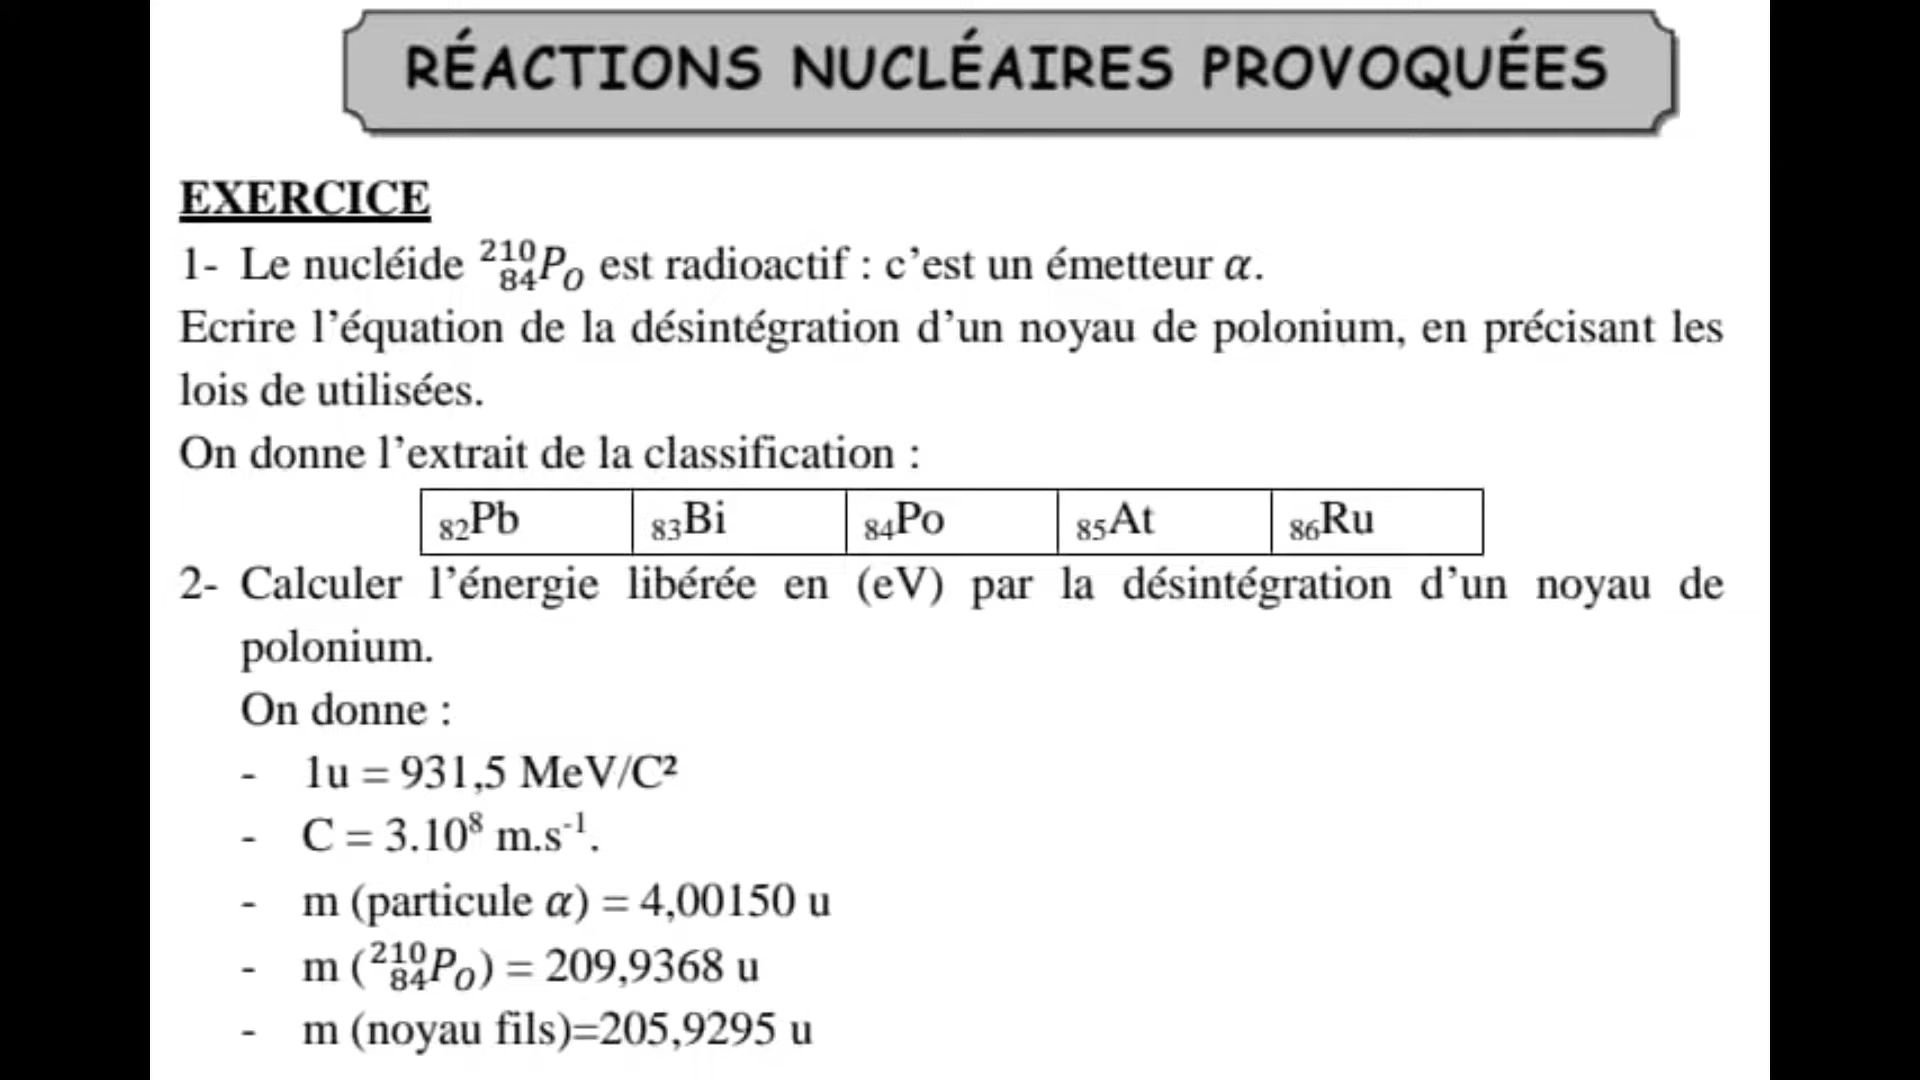 RÉACTIONS NUCLÉAIRES PROVOQUÉES
EXERCICE
1- Le nucléide ²¹⁰₈₄P_O est radioactif : c’est un émetteur α.
Ecrire l’équation de la désintégration d’un noyau de polonium, en précisant les
lois de utilisées.
On donne l’extrait de la classification :
₈₂Pb ₈₃Bi ₈₄Po ₈₅At ₈₆Ru
2- Calculer l’énergie libérée en (eV) par la désintégration d’un noyau de
polonium.
On donne :
- 1u = 931,5 MeV/C²
- C = 3.10⁸ m.s⁻¹.
- m (particule α) = 4,00150 u
- m (²¹⁰₈₄P_O) = 209,9368 u
- m (noyau fils)=205,9295 u